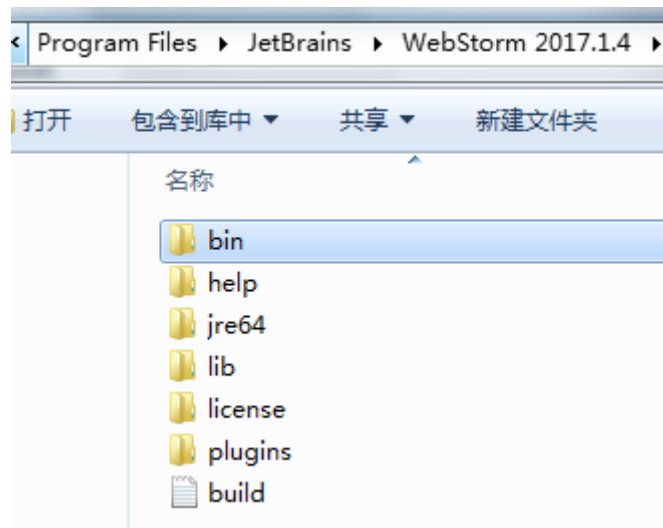 Program Files ▸ JetBrains ▸ WebStorm 2017.1.4 ▸
打开 包含到库中 ▼ 共享 ▼ 新建文件夹
名称
bin
help
jre64
lib
license
plugins
build